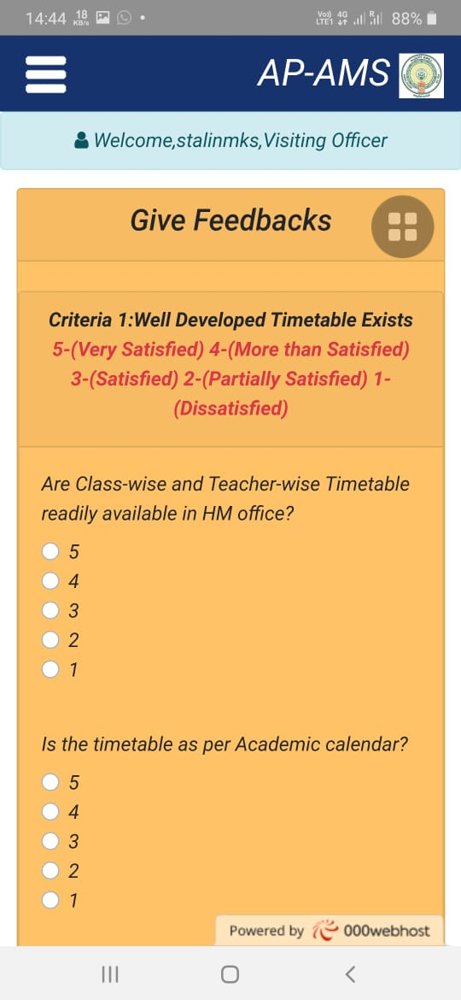 14:44 18 KB/s Vo)) LTE1 4G R 88%
AP-AMS
Welcome,stalinmks,Visiting Officer
Give Feedbacks
Criteria 1:Well Developed Timetable Exists
5-(Very Satisfied) 4-(More than Satisfied)
3-(Satisfied) 2-(Partially Satisfied) 1-
(Dissatisfied)
Are Class-wise and Teacher-wise Timetable
readily available in HM office?
5
4
3
2
1
Is the timetable as per Academic calendar?
5
4
3
2
1
Powered by 000webhost